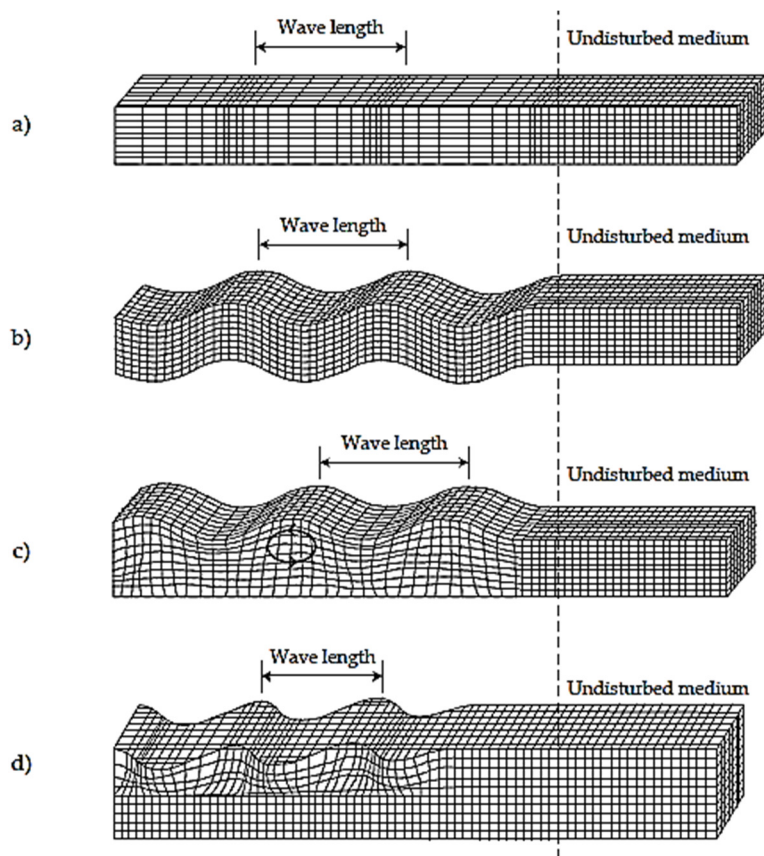 Wave length
Undisturbed medium
a)
Wave length
Undisturbed medium
b)
Wave length
Undisturbed medium
c)
Wave length
Undisturbed medium
d)